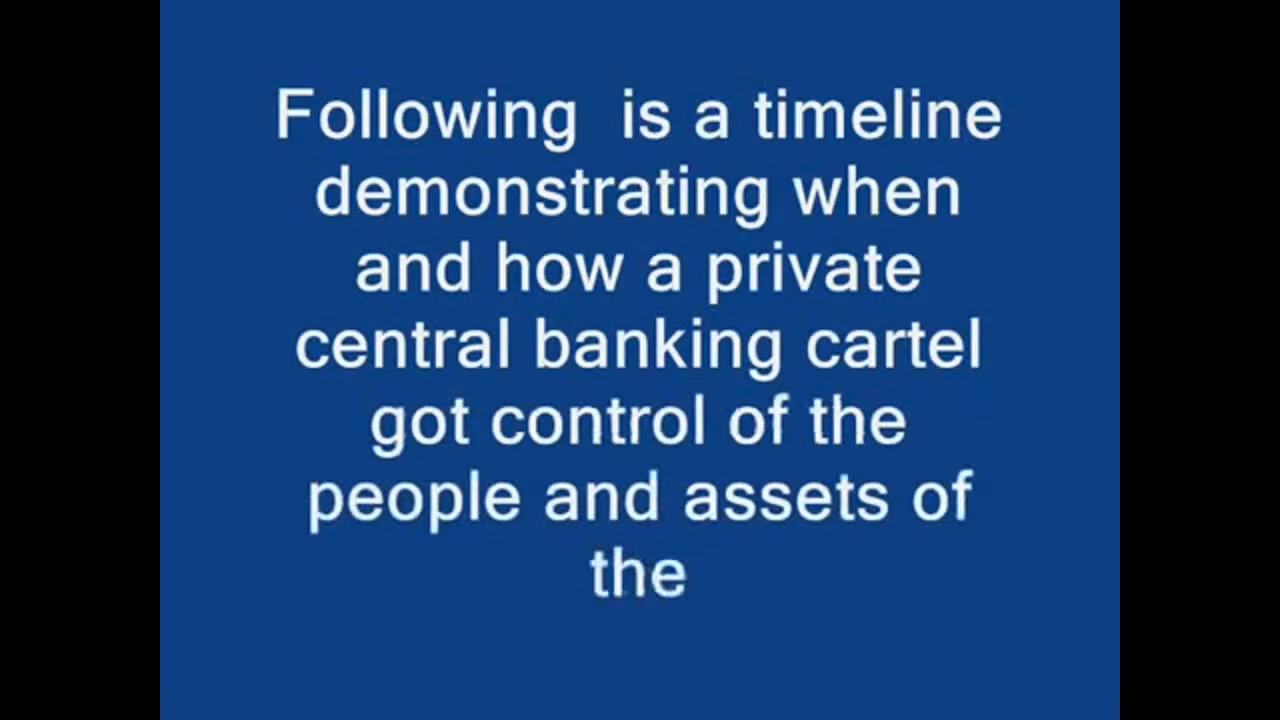 Following  is a timeline
demonstrating when
and how a private
central banking cartel
got control of the
people and assets of
the